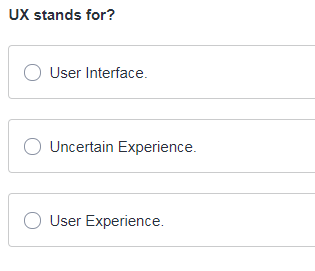 UX stands for?
User Interface.
Uncertain Experience.
User Experience.